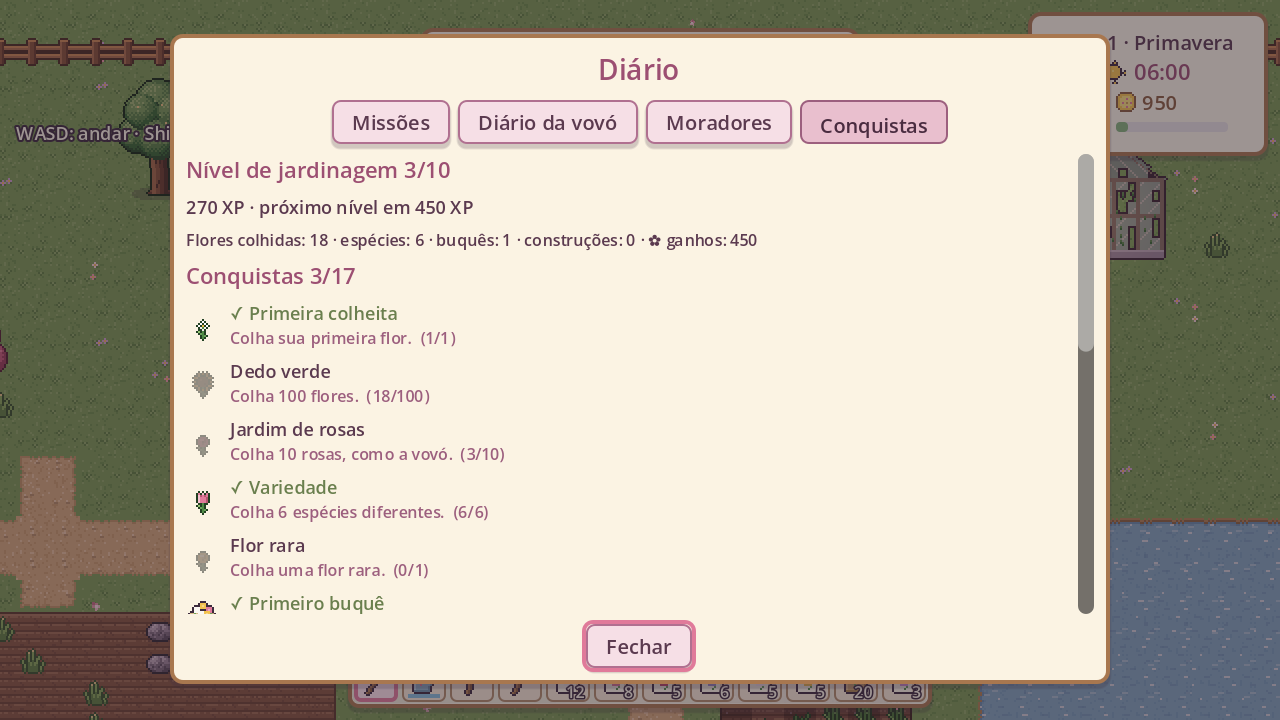 Diário
1 · Primavera
06:00
950
WASD: andar · Shi
Missões
Diário da vovó
Moradores
Conquistas
Nível de jardinagem 3/10
270 XP · próximo nível em 450 XP
Flores colhidas: 18 · espécies: 6 · buquês: 1 · construções: 0 · ✿ ganhos: 450
Conquistas 3/17
✓ Primeira colheita
Colha sua primeira flor. (1/1)
Dedo verde
Colha 100 flores. (18/100)
Jardim de rosas
Colha 10 rosas, como a vovó. (3/10)
✓ Variedade
Colha 6 espécies diferentes. (6/6)
Flor rara
Colha uma flor rara. (0/1)
✓ Primeiro buquê
Fechar
12 8 5 6 5 5 20 3